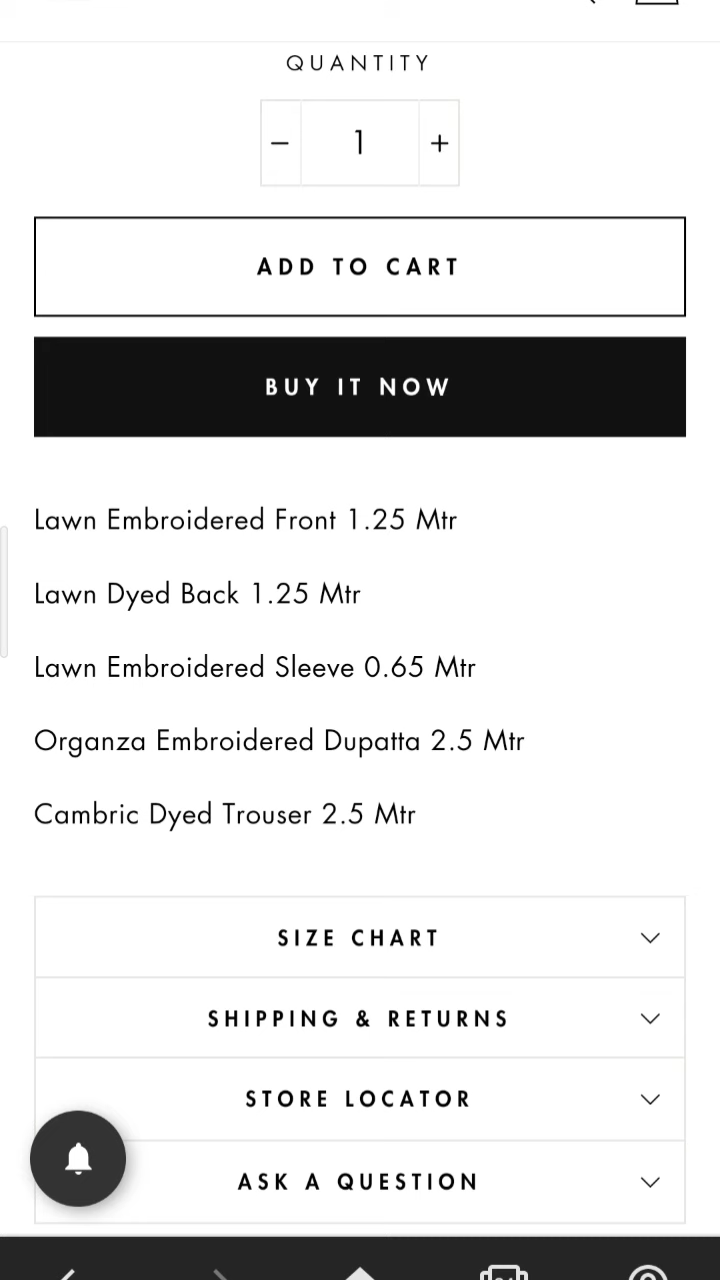 QUANTITY
− 1 +
ADD TO CART
BUY IT NOW
Lawn Embroidered Front 1.25 Mtr
Lawn Dyed Back 1.25 Mtr
Lawn Embroidered Sleeve 0.65 Mtr
Organza Embroidered Dupatta 2.5 Mtr
Cambric Dyed Trouser 2.5 Mtr
SIZE CHART
SHIPPING & RETURNS
STORE LOCATOR
ASK A QUESTION